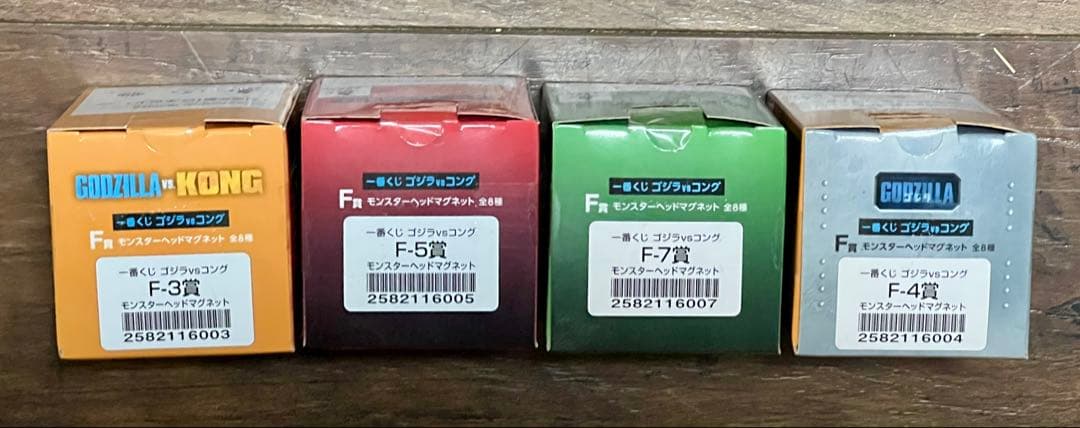 GODZILLA VS. KONG
一番くじ ゴジラvsコング
F賞 モンスターヘッドマグネット 全8種
一番くじ ゴジラvsコング
F-3賞
モンスターヘッドマグネット
2582116003
一番くじ ゴジラvsコング
F賞 モンスターヘッドマグネット 全8種
一番くじ ゴジラvsコング
F-5賞
モンスターヘッドマグネット
2582116005
一番くじ ゴジラvsコング
F賞 モンスターヘッドマグネット 全8種
一番くじ ゴジラvsコング
F-7賞
モンスターヘッドマグネット
2582116007
GODZILLA
一番くじ ゴジラvsコング
F賞 モンスターヘッドマグネット 全8種
一番くじ ゴジラvsコング
F-4賞
モンスターヘッドマグネット
2582116004